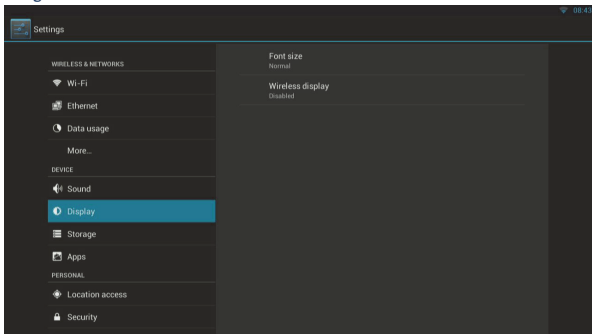 08:43
Settings
WIRELESS & NETWORKS
Wi-Fi
Ethernet
Data usage
More...
DEVICE
Sound
Display
Storage
Apps
PERSONAL
Location access
Security
Font size
Normal
Wireless display
Disabled